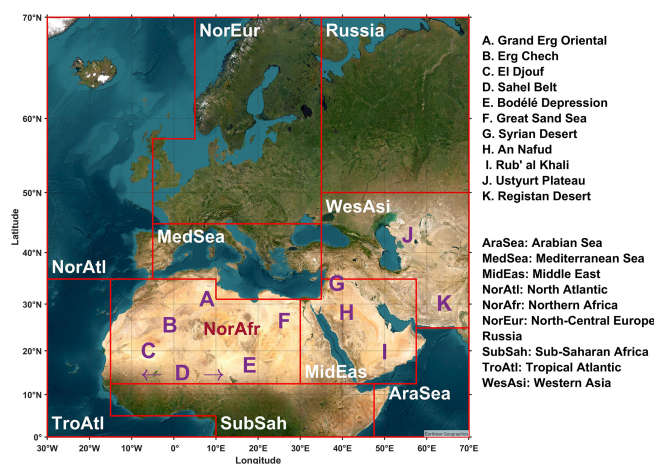 NorEur
Russia
WesAsi
MedSea
NorAtl
NorAfr
MidEas
AraSea
TroAtl
SubSah
A
B
C
D
E
F
G
H
I
J
K
Earthstar Geographics
70°N
60°N
50°N
40°N
30°N
20°N
10°N
0°
Latitude
30°W
20°W
10°W
0°
10°E
20°E
30°E
40°E
50°E
60°E
70°E
Longitude
A. Grand Erg Oriental
B. Erg Chech
C. El Djouf
D. Sahel Belt
E. Bodélé Depression
F. Great Sand Sea
G. Syrian Desert
H. An Nafud
I. Rub' al Khali
J. Ustyurt Plateau
K. Registan Desert
AraSea: Arabian Sea
MedSea: Mediterranean Sea
MidEas: Middle East
NorAtl: North Atlantic
NorAfr: Northern Africa
NorEur: North-Central Europe
Russia
SubSah: Sub-Saharan Africa
TroAtl: Tropical Atlantic
WesAsi: Western Asia